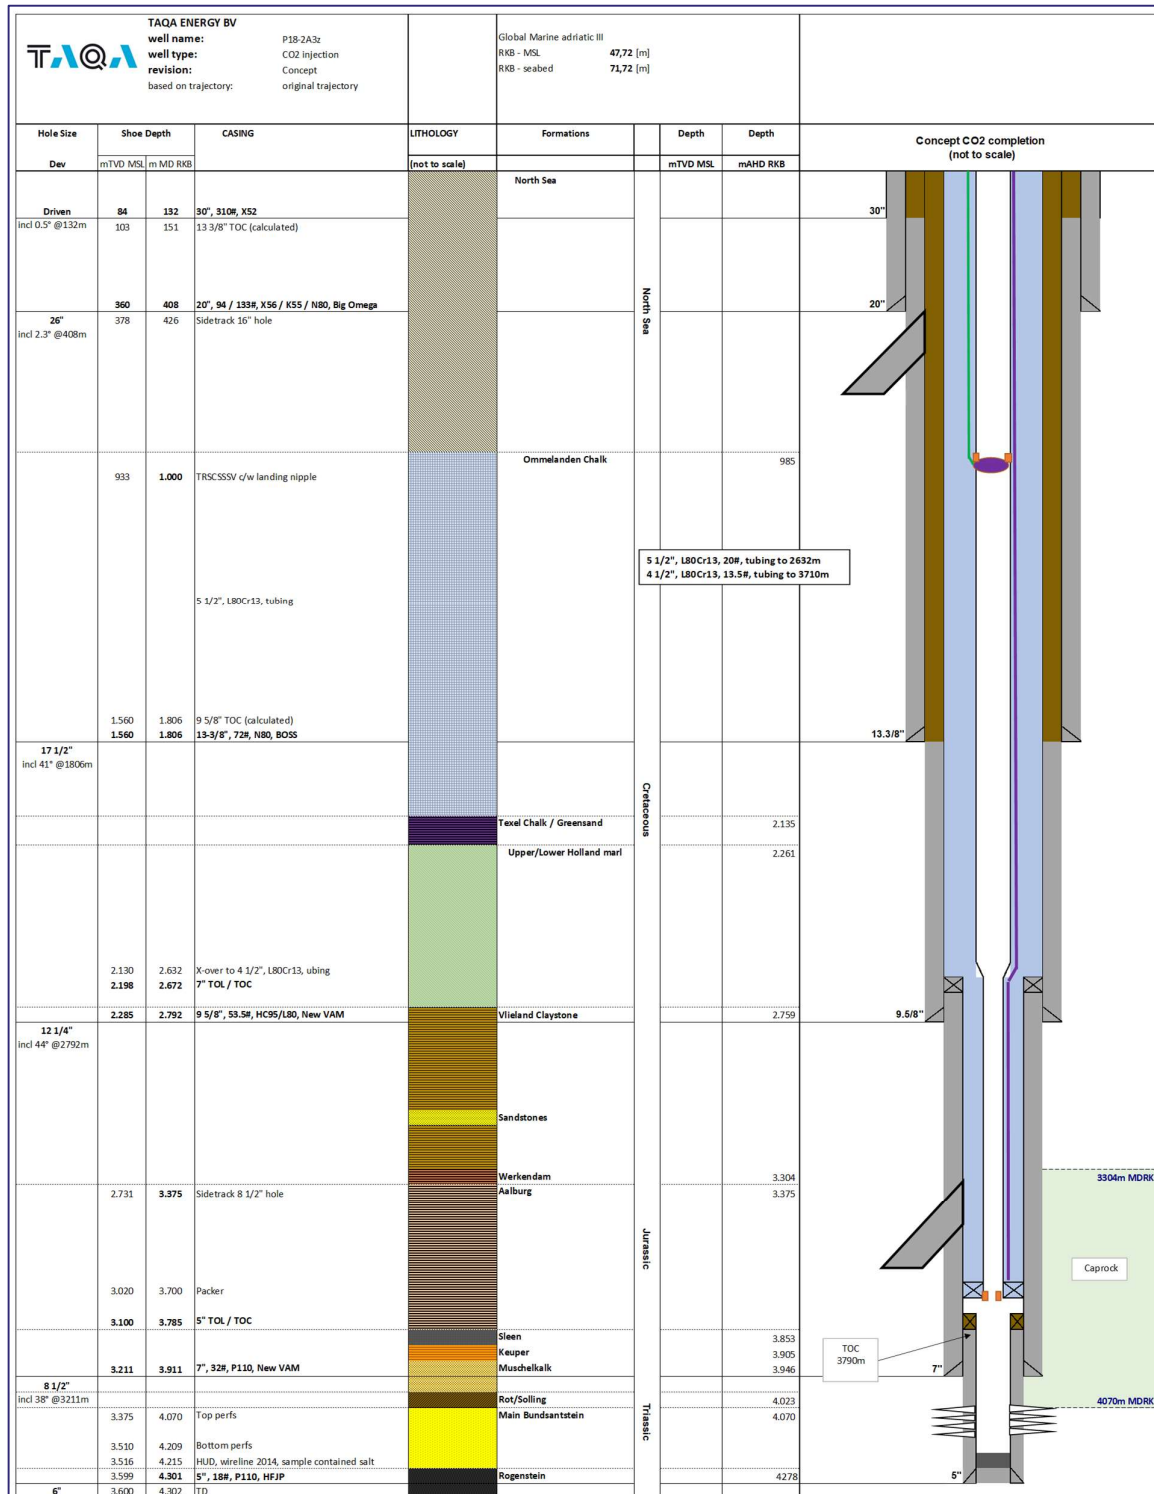 TAQA
TAQA ENERGY BV
well name: P18-2A3z
well type: CO2 injection
revision: Concept
based on trajectory: original trajectory
Global Marine adriatic III
RKB - MSL 47,72 [m]
RKB - seabed 71,72 [m]
Hole Size Shoe Depth CASING LITHOLOGY Formations Depth Depth Concept CO2 completion
(not to scale)
Dev mTVD MSL m MD RKB (not to scale) mTVD MSL mAHD RKB
North Sea
Driven 84 132 30", 310#, X52 30"
incl 0.5° @132m 103 151 13 3/8" TOC (calculated)
North Sea
360 408 20", 94 / 133#, X56 / K55 / N80, Big Omega 20"
26" 378 426 Sidetrack 16" hole
incl 2.3° @408m
Ommelanden Chalk 985
933 1.000 TRSCSSSV c/w landing nipple
5 1/2", L80Cr13, 20#, tubing to 2632m
4 1/2", L80Cr13, 13.5#, tubing to 3710m
5 1/2", L80Cr13, tubing
1.560 1.806 9 5/8" TOC (calculated)
1.560 1.806 13-3/8", 72#, N80, BOSS 13.3/8"
17 1/2"
incl 41° @1806m
Cretaceous
Texel Chalk / Greensand 2.135
Upper/Lower Holland marl 2.261
2.130 2.632 X-over to 4 1/2", L80Cr13, ubing
2.198 2.672 7" TOL / TOC
2.285 2.792 9 5/8", 53.5#, HC95/L80, New VAM Vlieland Claystone 2.759 9.5/8"
12 1/4"
incl 44° @2792m
Sandstones
Werkendam 3.304 3304m MDRK
2.731 3.375 Sidetrack 8 1/2" hole Aalburg 3.375
Jurassic
Caprock
3.020 3.700 Packer
3.100 3.785 5" TOL / TOC
Sleen 3.853
Keuper 3.905
TOC
3790m
3.211 3.911 7", 32#, P110, New VAM Muschelkalk 3.946 7"
8 1/2"
incl 38° @3211m Rot/Solling 4.023 4070m MDRK
3.375 4.070 Top perfs Main Bundsantstein 4.070
Triassic
3.510 4.209 Bottom perfs
3.516 4.215 HUD, wireline 2014, sample contained salt
3.599 4.301 5", 18#, P110, HFJP Rogenstein 4278 5"
6" 3.600 4.302 TD